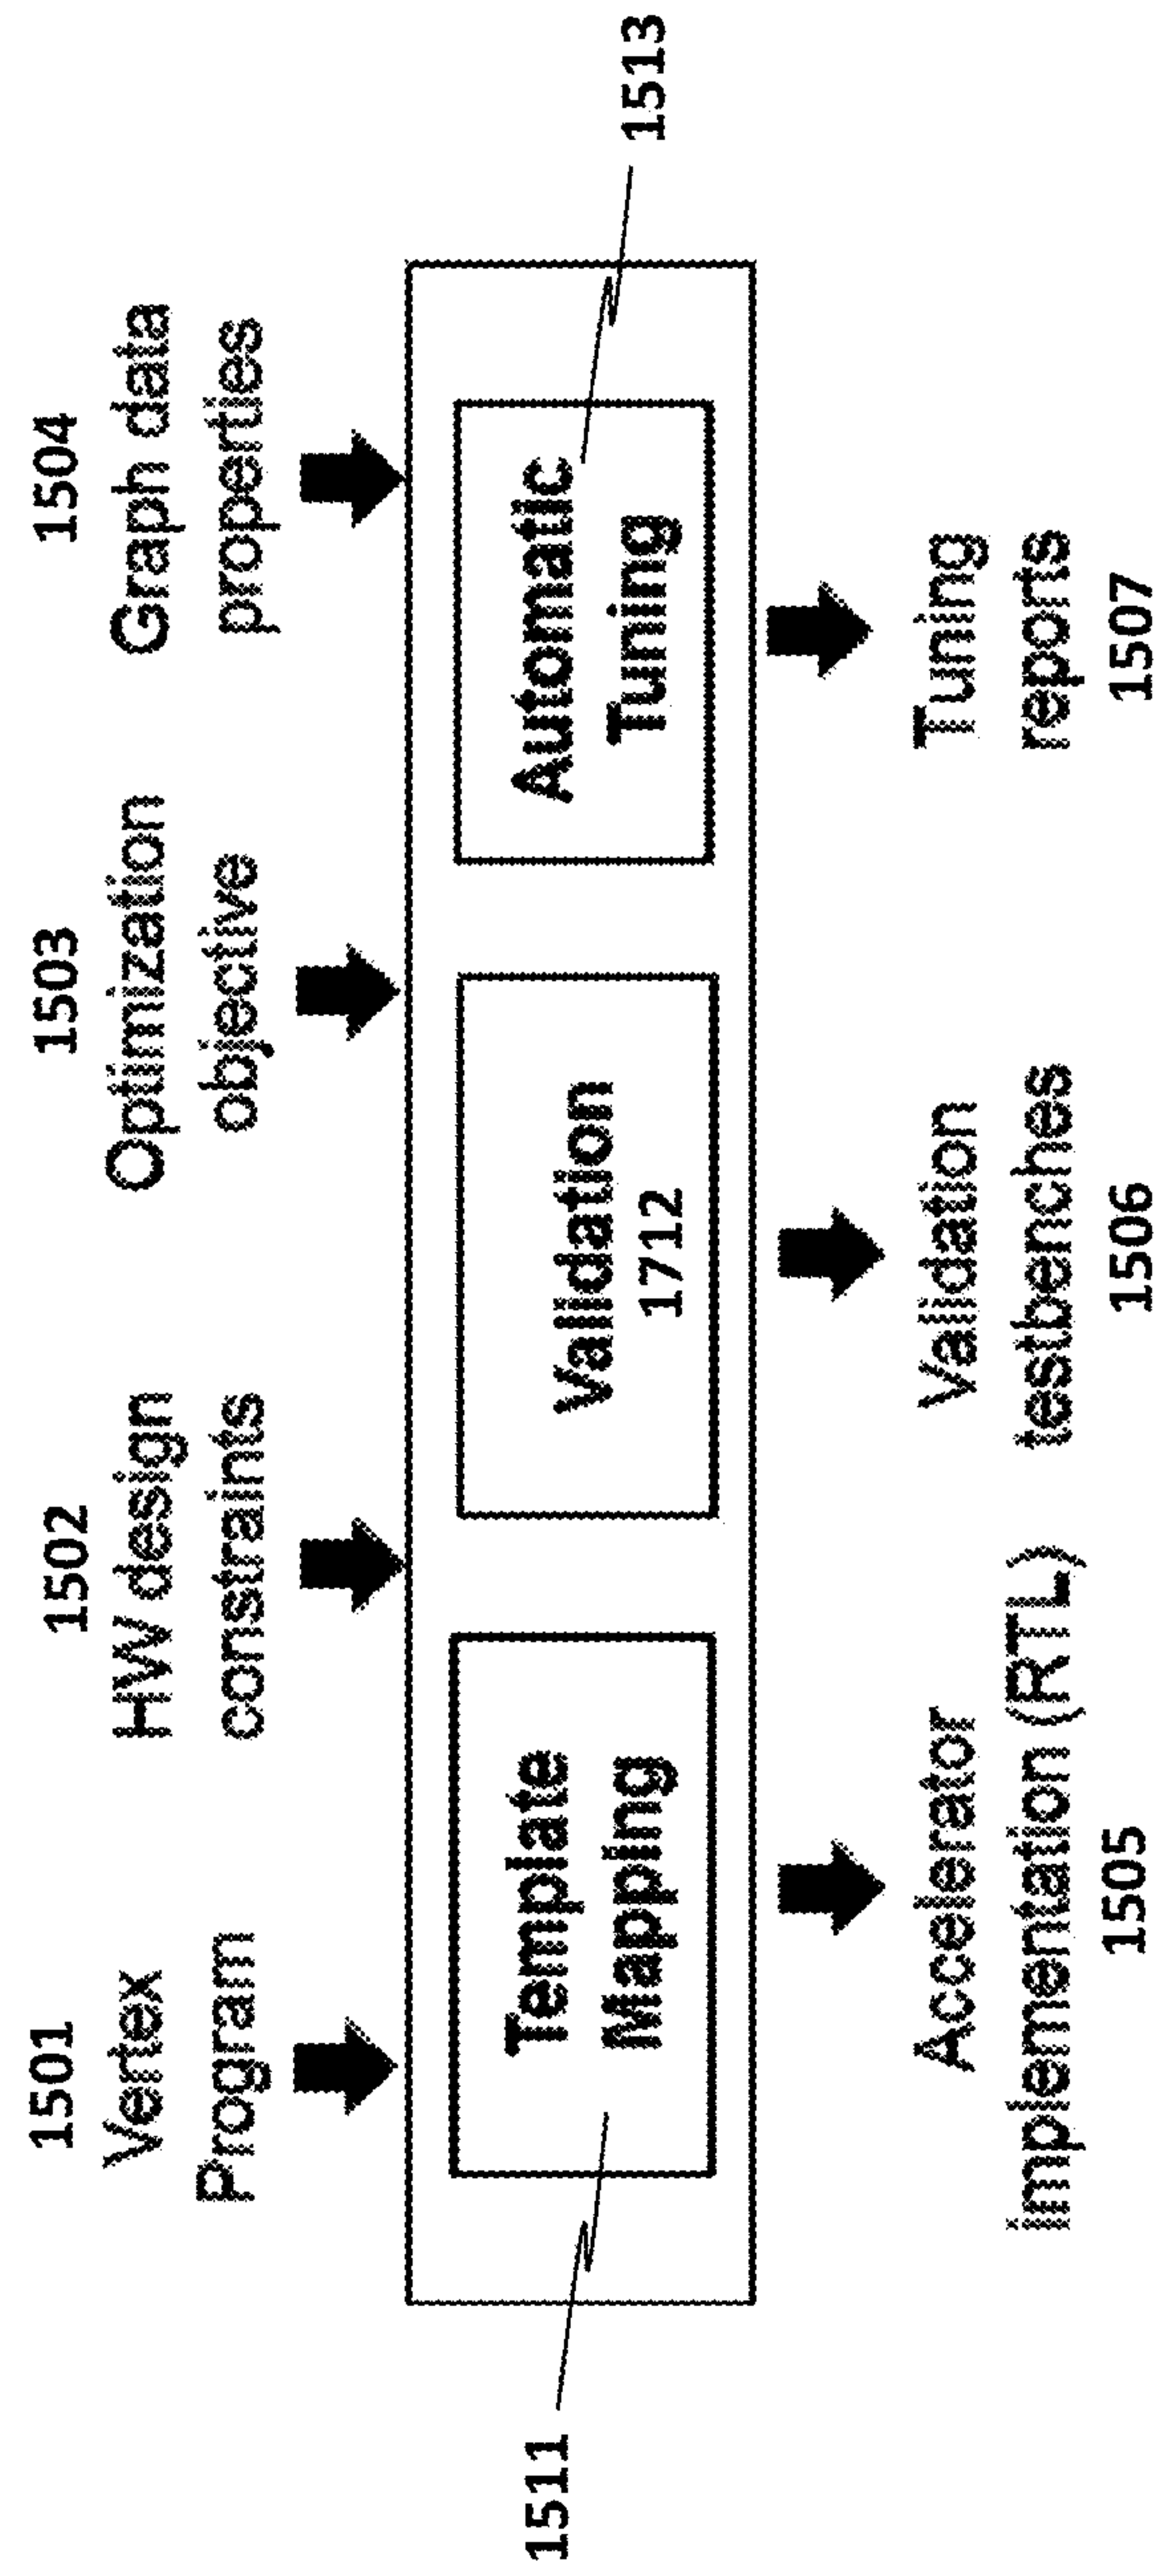 1501
Vertex
Program
1502
HW design
constraints
1503
Optimization
objective
1504
Graph data
properties
1511
Template
Mapping
Validation
1712
Automatic
Tuning
1513
Accelerator
implementation (RTL)
1505
Validation
testbenches
1506
Tuning
reports
1507